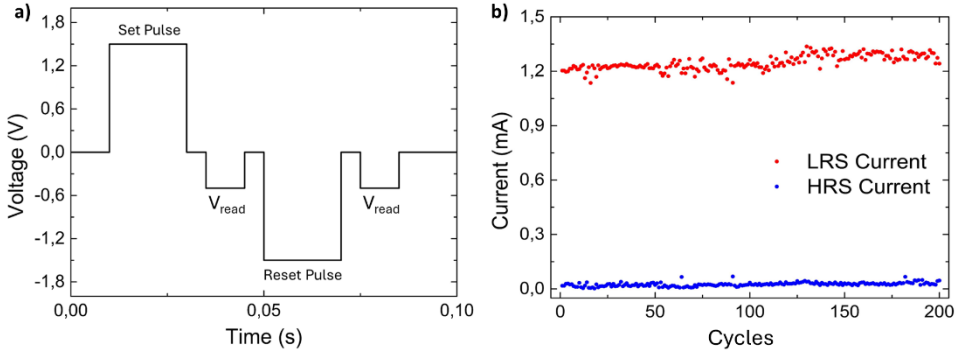 a)
Set Pulse
V_read
V_read
Reset Pulse
1,8
1,2
0,6
0,0
-0,6
-1,2
-1,8
0,00
0,05
0,10
Voltage (V)
Time (s)
b)
1,5
1,2
0,9
0,6
0,3
0,0
0
50
100
150
200
Current (mA)
Cycles
LRS Current
HRS Current